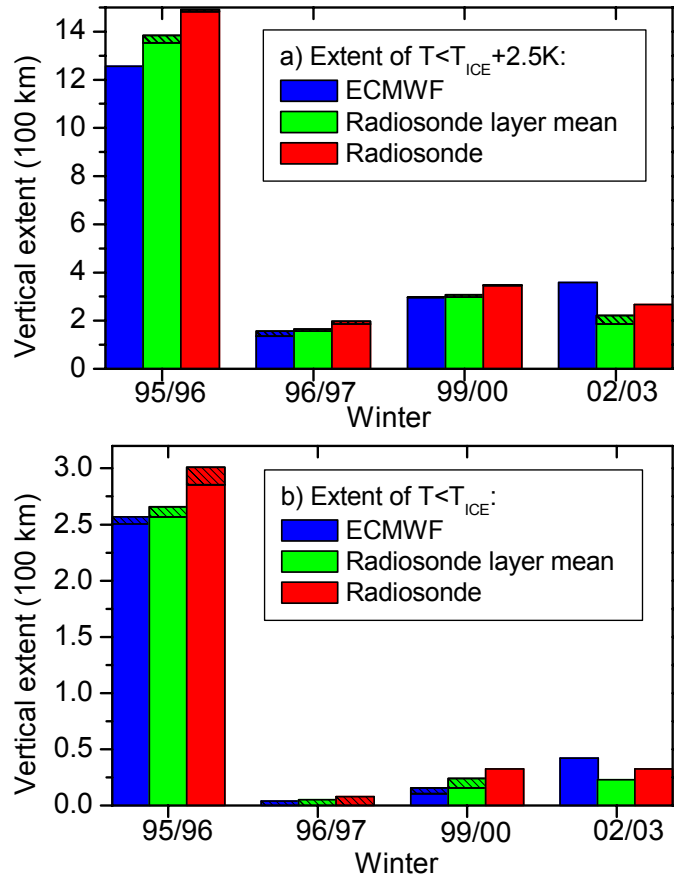 Vertical extent (100 km)
14
12
10
8
6
4
2
0
a) Extent of T<T_ICE+2.5K:
ECMWF
Radiosonde layer mean
Radiosonde
95/96 96/97 99/00 02/03
Winter
Vertical extent (100 km)
3.0
2.5
2.0
1.5
1.0
0.5
0.0
b) Extent of T<T_ICE:
ECMWF
Radiosonde layer mean
Radiosonde
95/96 96/97 99/00 02/03
Winter